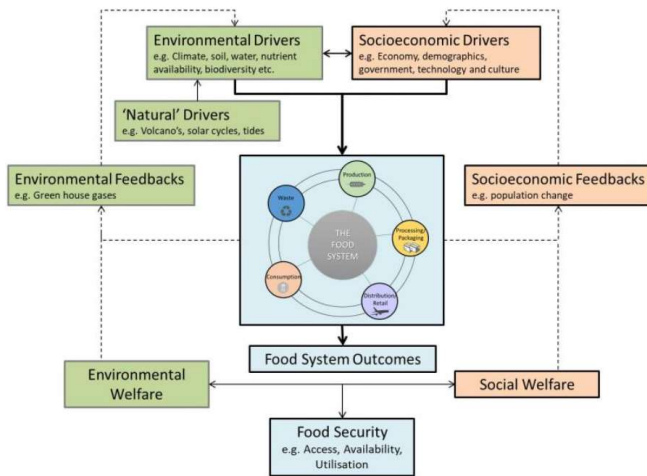 Environmental Drivers
e.g. Climate, soil, water, nutrient
availability, biodiversity etc.
Socioeconomic Drivers
e.g. Economy, demographics,
government, technology and culture
‘Natural’ Drivers
e.g. Volcano’s, solar cycles, tides
Environmental Feedbacks
e.g. Green house gases
Socioeconomic Feedbacks
e.g. population change
Production
Waste
THE
FOOD
SYSTEM
Processing/
Packaging
Consumption
Distribution/
Retail
Food System Outcomes
Environmental
Welfare
Social Welfare
Food Security
e.g. Access, Availability,
Utilisation